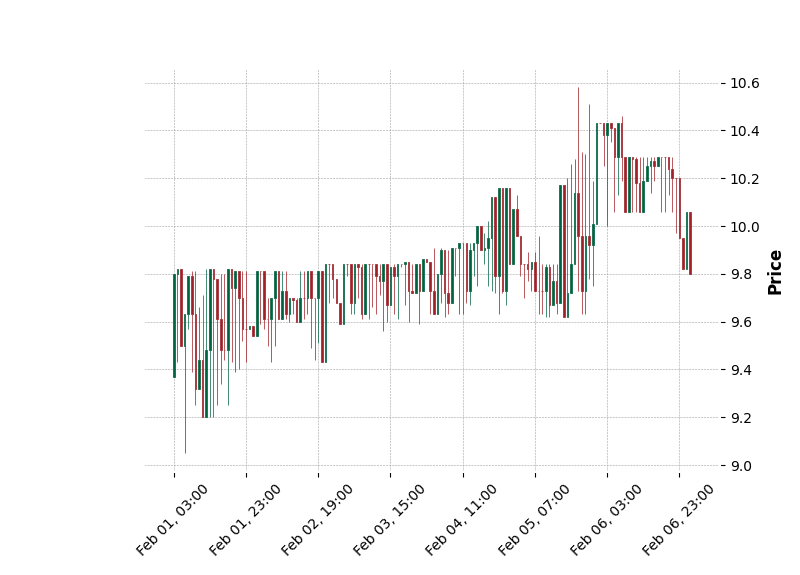 10.6
10.4
10.2
10.0
9.8
9.6
9.4
9.2
9.0
Price
Feb 01, 03:00
Feb 01, 23:00
Feb 02, 19:00
Feb 03, 15:00
Feb 04, 11:00
Feb 05, 07:00
Feb 06, 03:00
Feb 06, 23:00